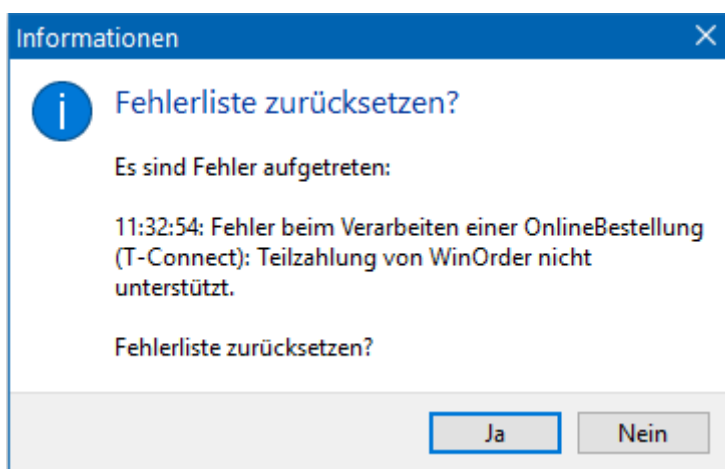 Informationen
Fehlerliste zurücksetzen?
Es sind Fehler aufgetreten:
11:32:54: Fehler beim Verarbeiten einer OnlineBestellung
(T-Connect): Teilzahlung von WinOrder nicht
unterstützt.
Fehlerliste zurücksetzen?
Ja
Nein